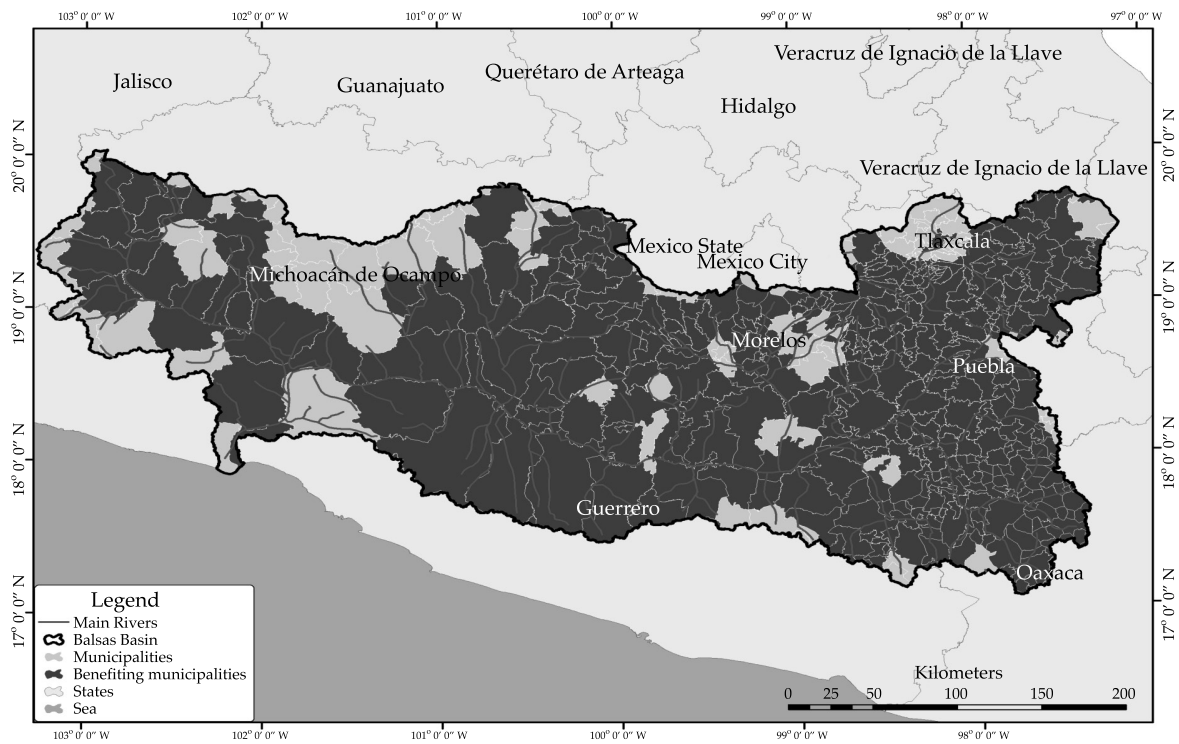 103° 0' 0'' W 102° 0' 0'' W 101° 0' 0'' W 100° 0' 0'' W 99° 0' 0'' W 98° 0' 0'' W 97° 0' 0'' W
Veracruz de Ignacio de la Llave
Querétaro de Arteaga
Jalisco
Guanajuato
Hidalgo
20° 0' 0'' N
20° 0' 0'' N
Veracruz de Ignacio de la Llave
Tlaxcala
Mexico State
Mexico City
Michoacán de Ocampo
19° 0' 0'' N
19° 0' 0'' N
Morelos
Puebla
18° 0' 0'' N
18° 0' 0'' N
Guerrero
Oaxaca
17° 0' 0'' N
17° 0' 0'' N
Legend
Main Rivers
Balsas Basin
Municipalities
Benefiting municipalities
States
Sea
Kilometers
0 25 50 100 150 200
103° 0' 0'' W 102° 0' 0'' W 101° 0' 0'' W 100° 0' 0'' W 99° 0' 0'' W 98° 0' 0'' W